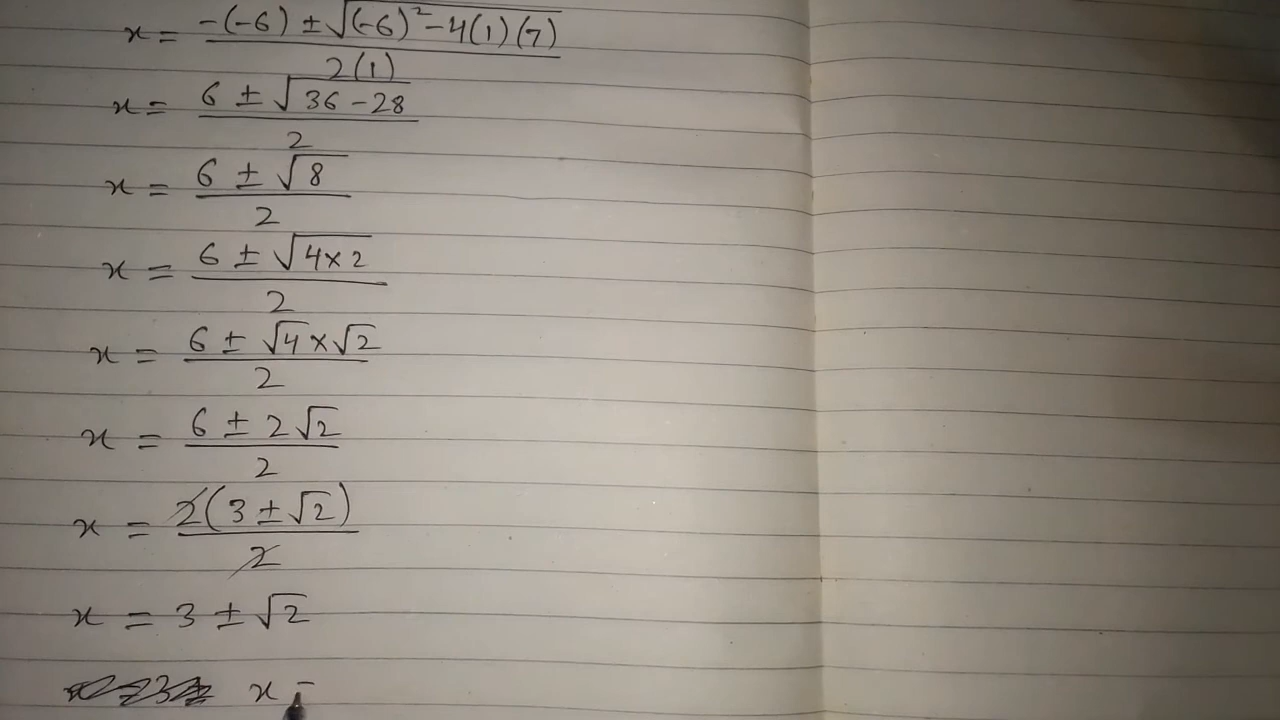 x = -(-6) ± √(-6)² - 4(1)(7) / 2(1)
x = 6 ± √36 - 28 / 2
x = 6 ± √8 / 2
x = 6 ± √4×2 / 2
x = 6 ± √4 × √2 / 2
x = 6 ± 2√2 / 2
x = 2(3 ± √2) / 2
x = 3 ± √2
x =